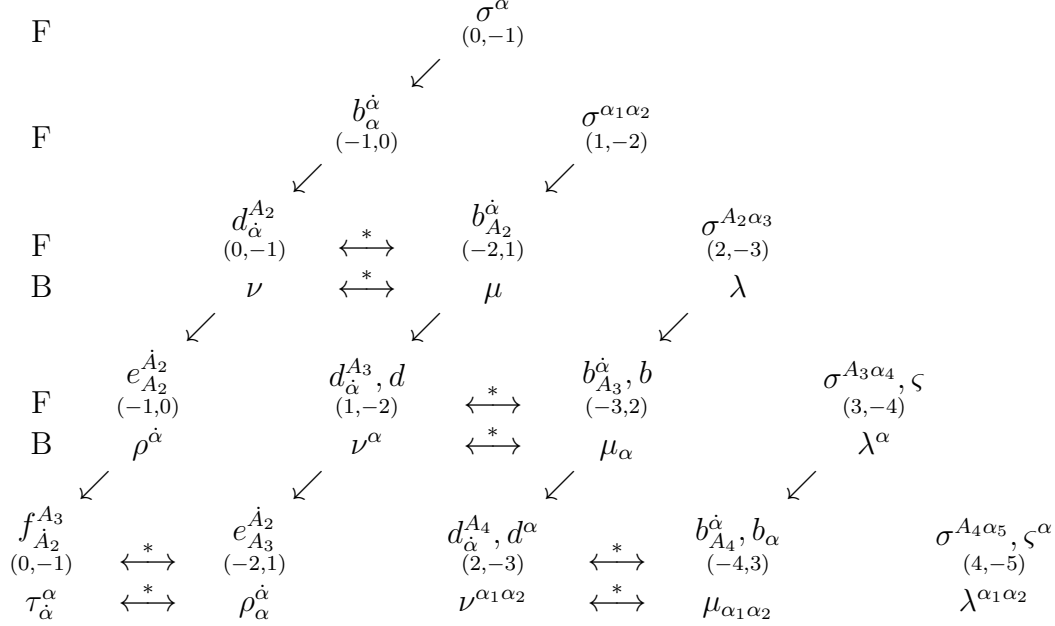 F σ^α
(0,−1)
F b^α̇_α σ^{α₁α₂}
(−1,0) (1,−2)
F d^{A₂}_α̇ * b^α̇_{A₂} σ^{A₂α₃}
(0,−1) (−2,1) (2,−3)
B ν * μ λ
e^{Ȧ₂}_{A₂} d^{A₃}_α̇, d b^α̇_{A₃}, b σ^{A₃α₄}, ς
F (−1,0) (1,−2) * (−3,2) (3,−4)
B ρ^α̇ ν^α * μ_α λ^α
f^{A₃}_{Ȧ₂} e^{Ȧ₂}_{A₃} d^{A₄}_α̇, d^α b^α̇_{A₄}, b_α σ^{A₄α₅}, ς^α
(0,−1) * (−2,1) (2,−3) * (−4,3) (4,−5)
τ^α_α̇ * ρ^α̇_α ν^{α₁α₂} * μ_{α₁α₂} λ^{α₁α₂}